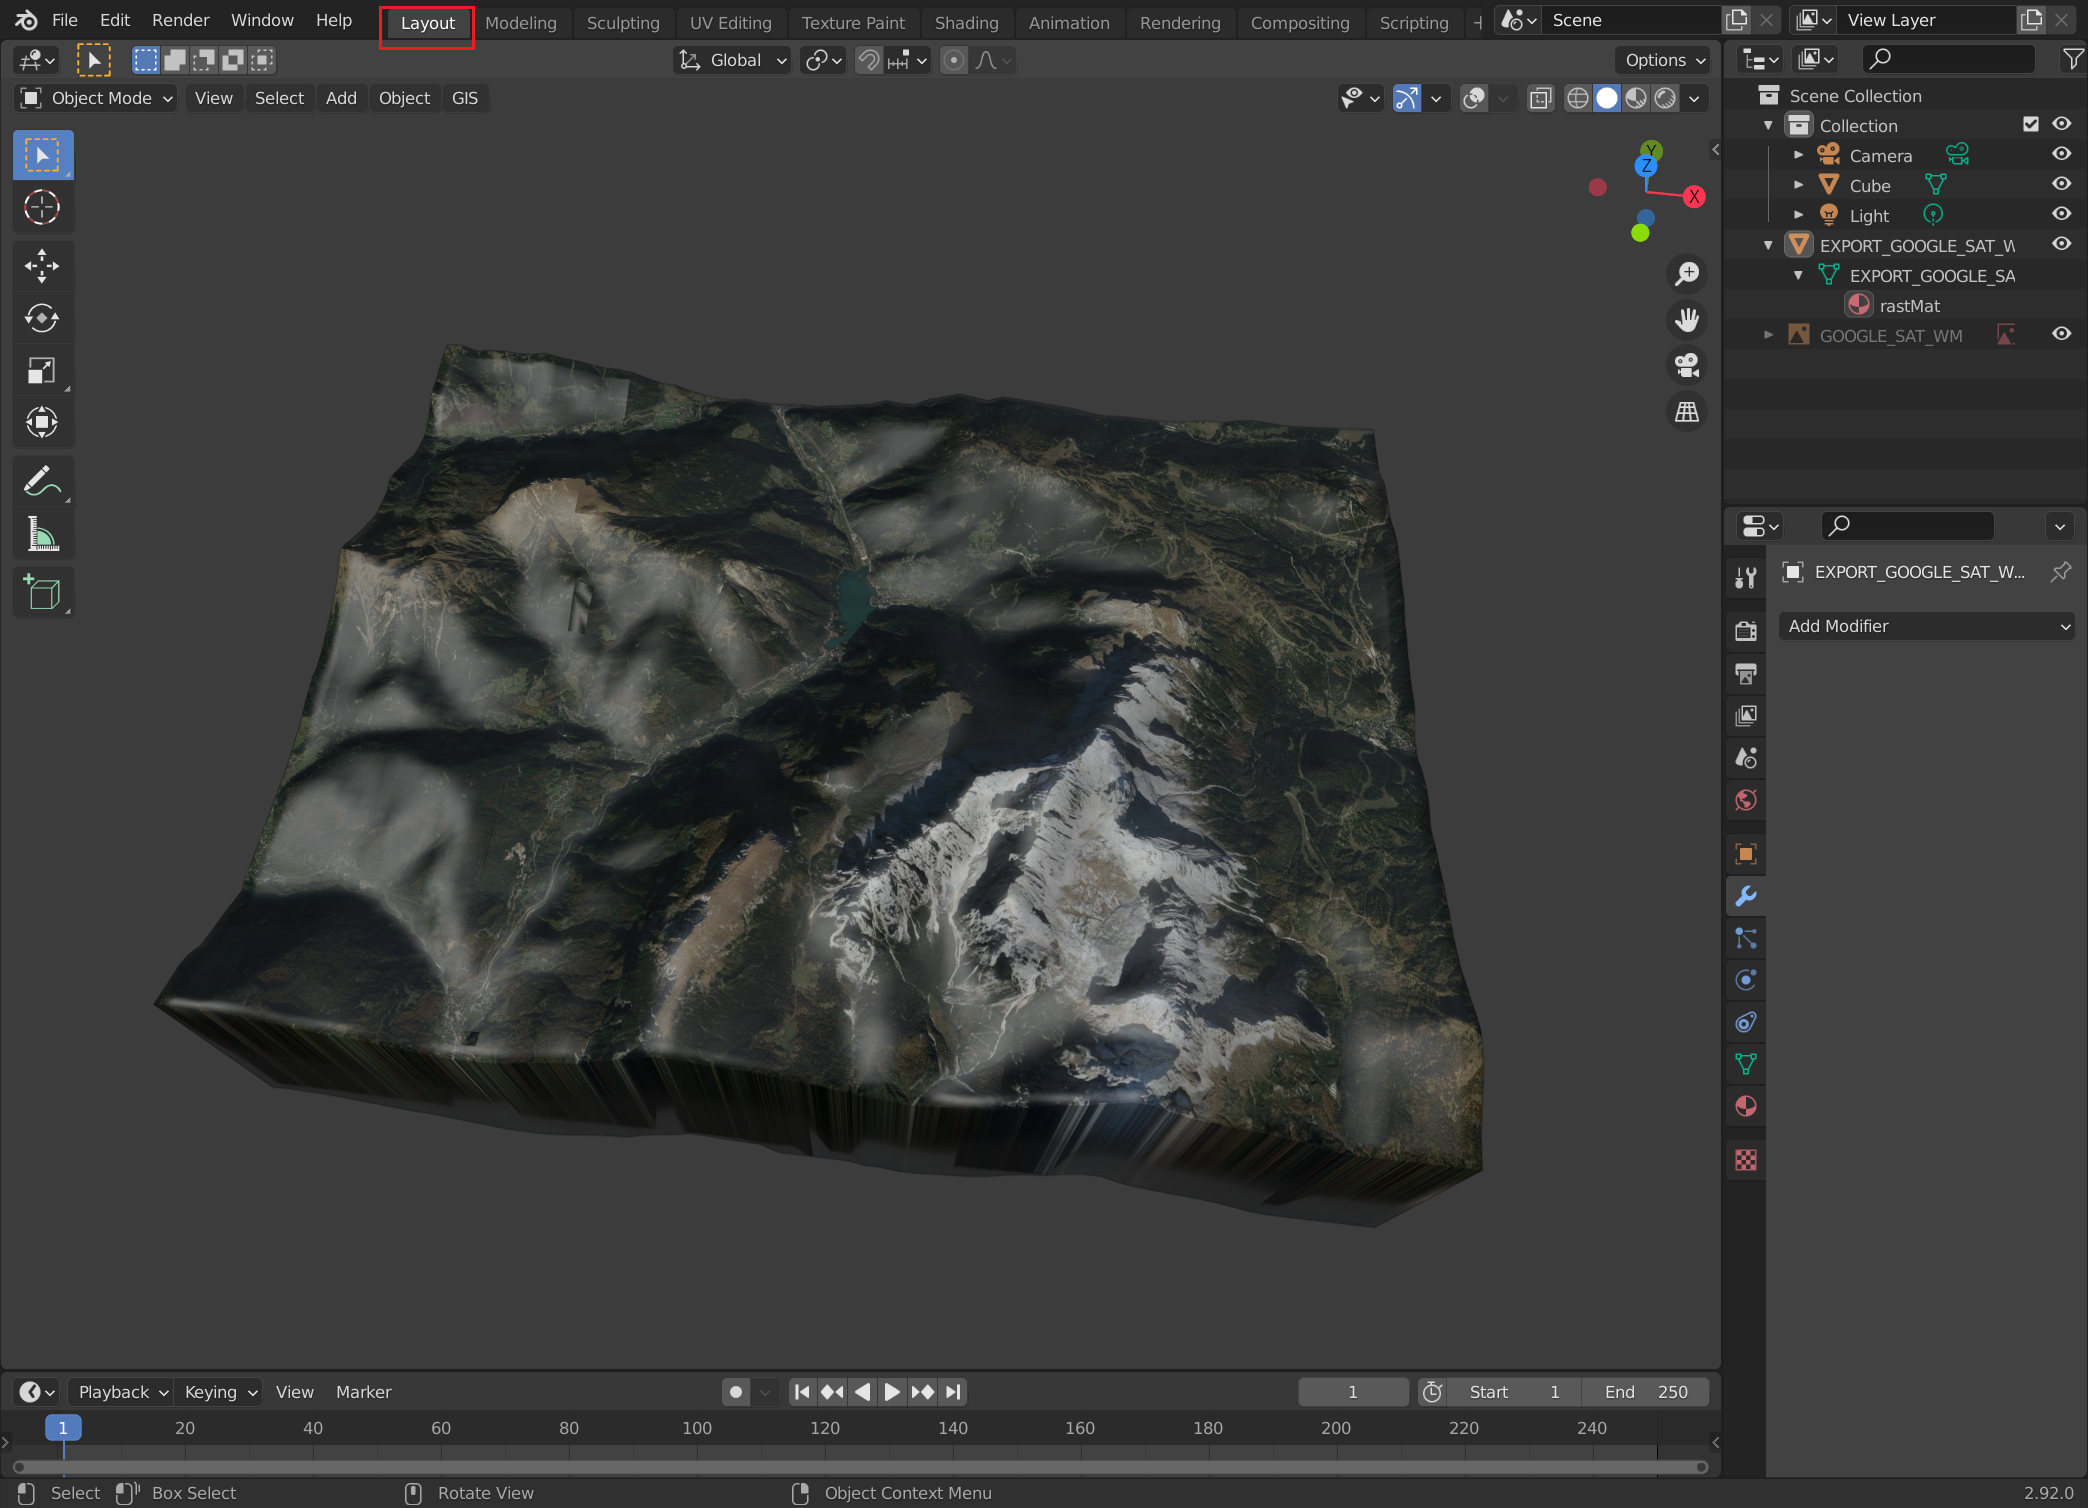 File Edit Render Window Help Layout Modeling Sculpting UV Editing Texture Paint Shading Animation Rendering Compositing Scripting + Scene View Layer
Global Options
Object Mode View Select Add Object GIS
Y
Z
X
Scene Collection
Collection
Camera
Cube
Light
EXPORT_GOOGLE_SAT_W
EXPORT_GOOGLE_SA
rastMat
GOOGLE_SAT_WM
EXPORT_GOOGLE_SAT_W...
Add Modifier
Playback Keying View Marker 1 Start 1 End 250
1 20 40 60 80 100 120 140 160 180 200 220 240
Select Box Select Rotate View Object Context Menu 2.92.0